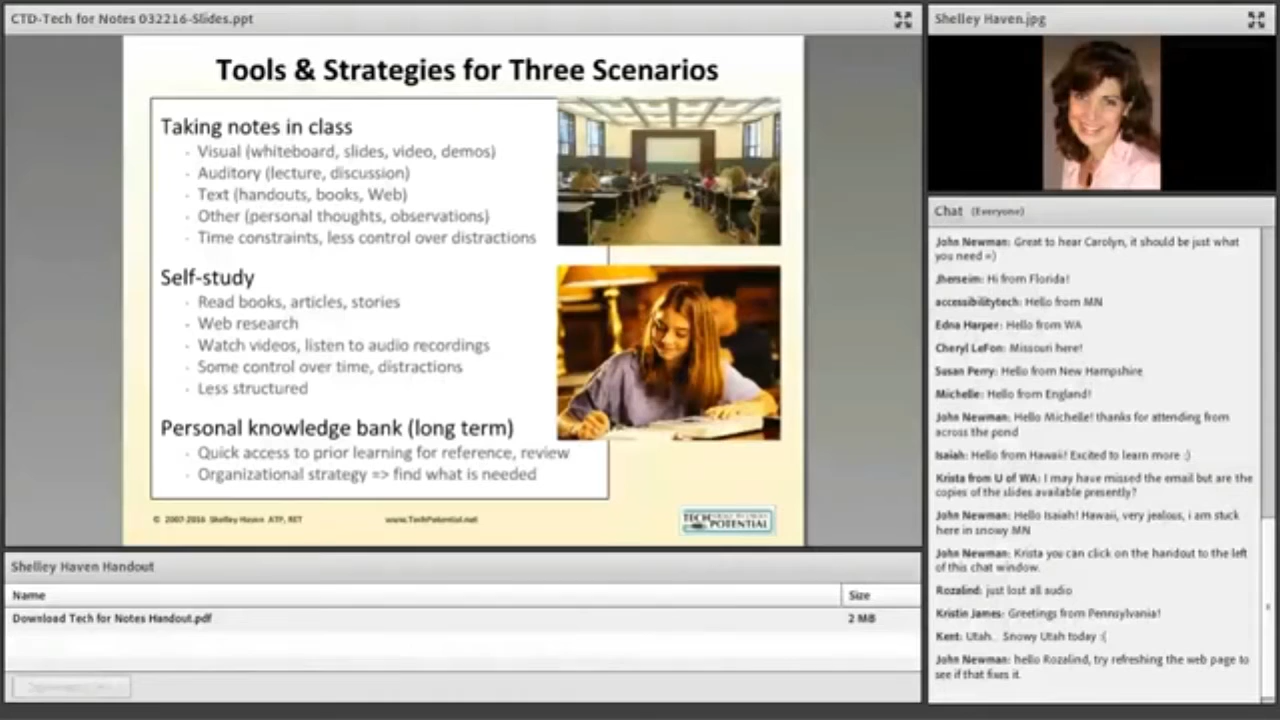 CTD-Tech for Notes 032216-Slides.ppt
Tools & Strategies for Three Scenarios
Taking notes in class
· Visual (whiteboard, slides, video, demos)
· Auditory (lecture, discussion)
· Text (handouts, books, Web)
· Other (personal thoughts, observations)
· Time constraints, less control over distractions
Self-study
· Read books, articles, stories
· Web research
· Watch videos, listen to audio recordings
· Some control over time, distractions
· Less structured
Personal knowledge bank (long term)
· Quick access to prior learning for reference, review
· Organizational strategy => find what is needed
© 2007-2016 Shelley Haven ATP, RET
www.TechPotential.net
TECH
POTENTIAL
Shelley Haven Handout
Name
Size
Download Tech for Notes Handout.pdf
2 MB
Shelley Haven.jpg
Chat (Everyone)
John Newman: Great to hear Carolyn, it should be just what
you need =)
Jherseim: Hi from Florida!
accessibilitytech: Hello from MN
Edna Harper: Hello from WA
Cheryl LeFon: Missouri here!
Susan Perry: Hello from New Hampshire
Michelle: Hello from England!
John Newman: Hello Michelle! thanks for attending from
across the pond
Isaiah: Hello from Hawaii! Excited to learn more :)
Krista from U of WA: I may have missed the email but are the
copies of the slides available presently?
John Newman: Hello Isaiah! Hawaii, very jealous, i am stuck
here in snowy MN
John Newman: Krista you can click on the handout to the left
of this chat window.
Rozalind: just lost all audio
Kristin James: Greetings from Pennsylvania!
Kent: Utah.. Snowy Utah today :(
John Newman: hello Rozalind, try refreshing the web page to
see if that fixes it.